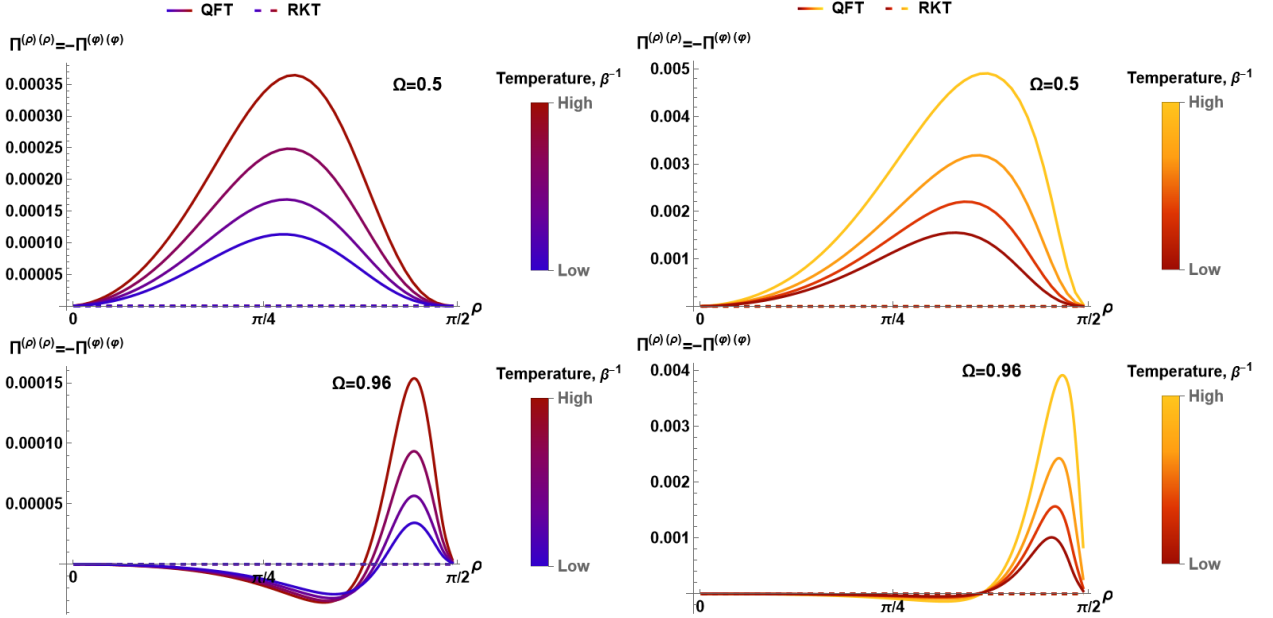 QFT RKT
Π^(ρ)(ρ)=−Π^(φ)(φ)
Ω=0.5
0.00035
0.00030
0.00025
0.00020
0.00015
0.00010
0.00005
0 π/4 π/2 ρ
Temperature, β⁻¹
High
Low
QFT RKT
Π^(ρ)(ρ)=−Π^(φ)(φ)
Ω=0.5
0.005
0.004
0.003
0.002
0.001
0 π/4 π/2 ρ
Temperature, β⁻¹
High
Low
Π^(ρ)(ρ)=−Π^(φ)(φ)
Ω=0.96
0.00015
0.00010
0.00005
0 π/4 π/2 ρ
Temperature, β⁻¹
High
Low
Π^(ρ)(ρ)=−Π^(φ)(φ)
Ω=0.96
0.004
0.003
0.002
0.001
0 π/4 π/2 ρ
Temperature, β⁻¹
High
Low